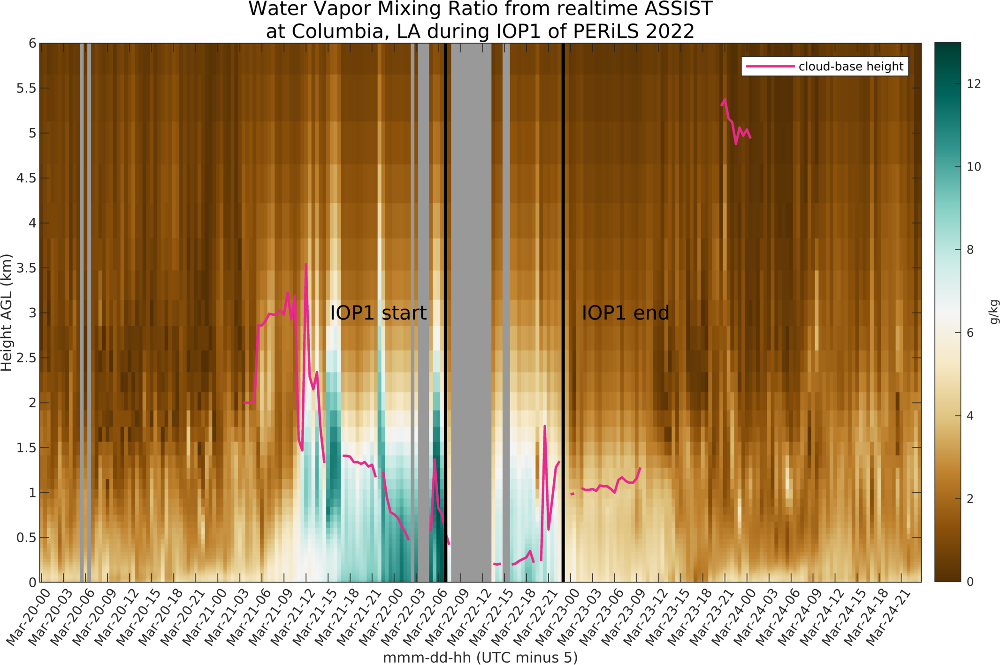 Water Vapor Mixing Ratio from realtime ASSIST
at Columbia, LA during IOP1 of PERiLS 2022
cloud-base height
IOP1 start
IOP1 end
Height AGL (km)
6
5.5
5
4.5
4
3.5
3
2.5
2
1.5
1
0.5
0
Mar-20-00
Mar-20-03
Mar-20-06
Mar-20-09
Mar-20-12
Mar-20-15
Mar-20-18
Mar-20-21
Mar-21-00
Mar-21-03
Mar-21-06
Mar-21-09
Mar-21-12
Mar-21-15
Mar-21-18
Mar-21-21
Mar-22-00
Mar-22-03
Mar-22-06
Mar-22-09
Mar-22-12
Mar-22-15
Mar-22-18
Mar-22-21
Mar-23-00
Mar-23-03
Mar-23-06
Mar-23-09
Mar-23-12
Mar-23-15
Mar-23-18
Mar-23-21
Mar-24-00
Mar-24-03
Mar-24-06
Mar-24-09
Mar-24-12
Mar-24-15
Mar-24-18
Mar-24-21
mmm-dd-hh (UTC minus 5)
12
10
8
6
4
2
0
g/kg